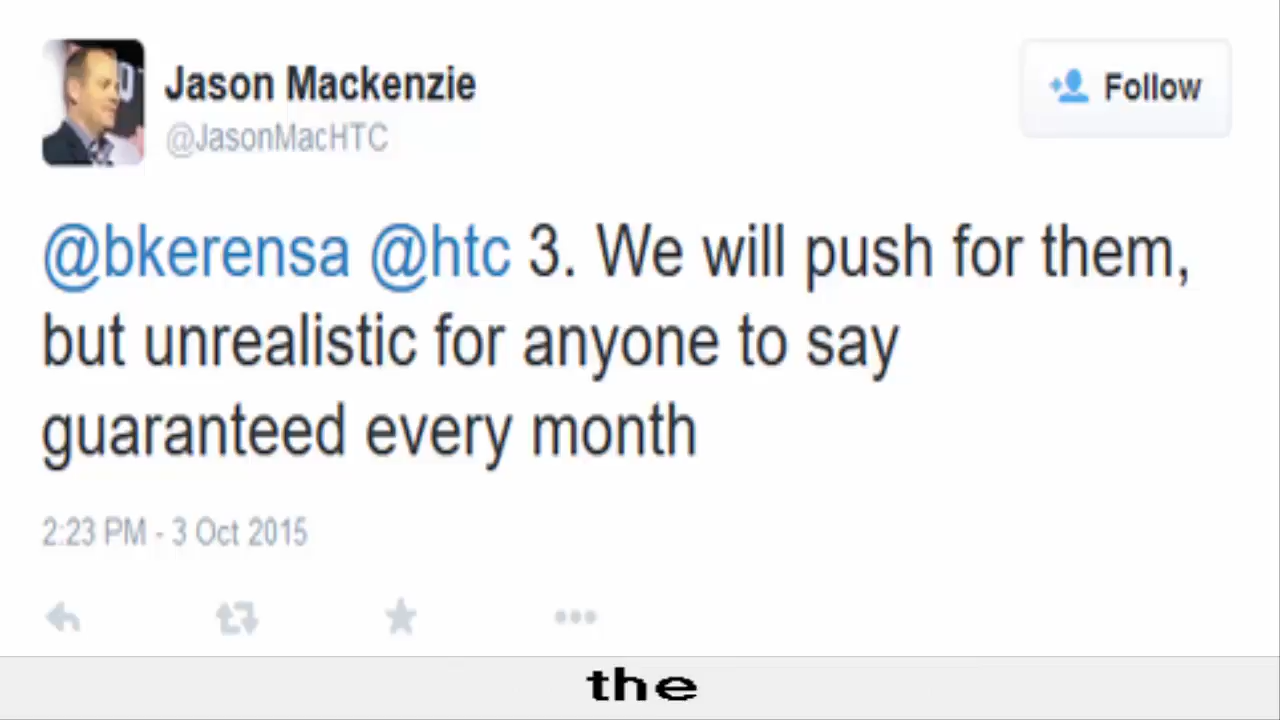 Jason Mackenzie
@JasonMacHTC
Follow
@bkerensa @htc 3. We will push for them,
but unrealistic for anyone to say
guaranteed every month
2:23 PM - 3 Oct 2015
the